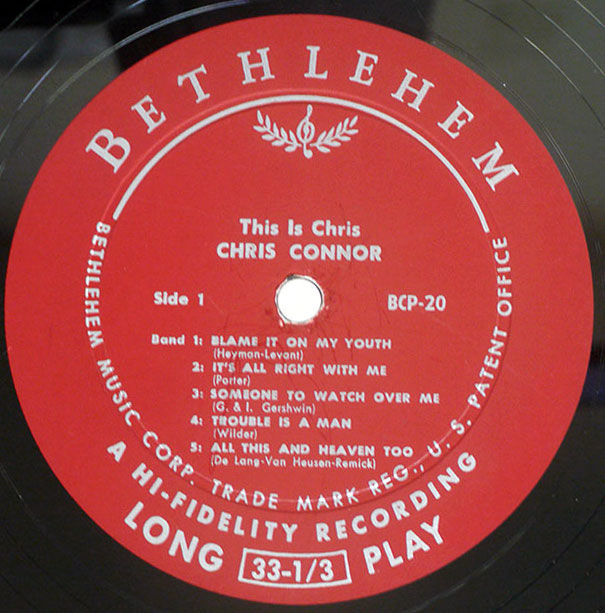 BETHLEHEM
This Is Chris
CHRIS CONNOR
Side 1
BCP-20
Band 1: BLAME IT ON MY YOUTH
(Heyman-Levant)
2: IT'S ALL RIGHT WITH ME
(Porter)
3: SOMEONE TO WATCH OVER ME
(G. & I. Gershwin)
4: TROUBLE IS A MAN
(Wilder)
5: ALL THIS AND HEAVEN TOO
(De Lang-Van Heusen-Remick)
BETHLEHEM MUSIC CORP. TRADE MARK REG., U. S. PATENT OFFICE
A HI-FIDELITY RECORDING
LONG 33-1/3 PLAY